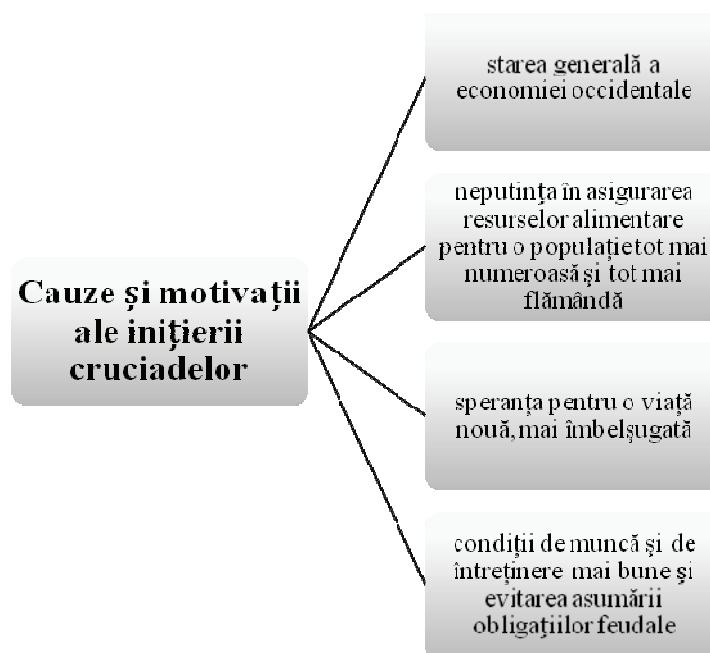 Cauze și motivații
ale inițierii
cruciadelor
starea generală a
economiei occidentale
neputința în asigurarea
resurselor alimentare
pentru o populație tot mai
numeroasă și tot mai
flămândă
speranța pentru o viață
nouă, mai îmbelșugată
condiții de muncă și de
întreținere mai bune și
evitarea asumării
obligațiilor feudale